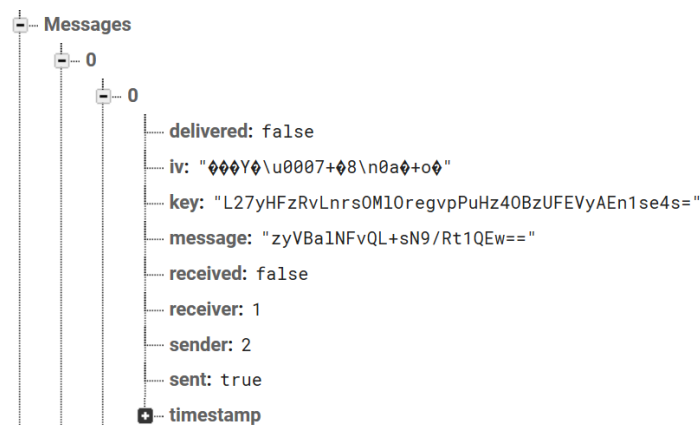 Messages
0
0
delivered: false
iv: "���Y�\u0007+�8\n0a�+o�"
key: "L27yHFzRvLnrsOMlOregvpPuHz4OBzUFEVyAEn1se4s="
message: "zyVBalNFvQL+sN9/Rt1QEw=="
received: false
receiver: 1
sender: 2
sent: true
timestamp